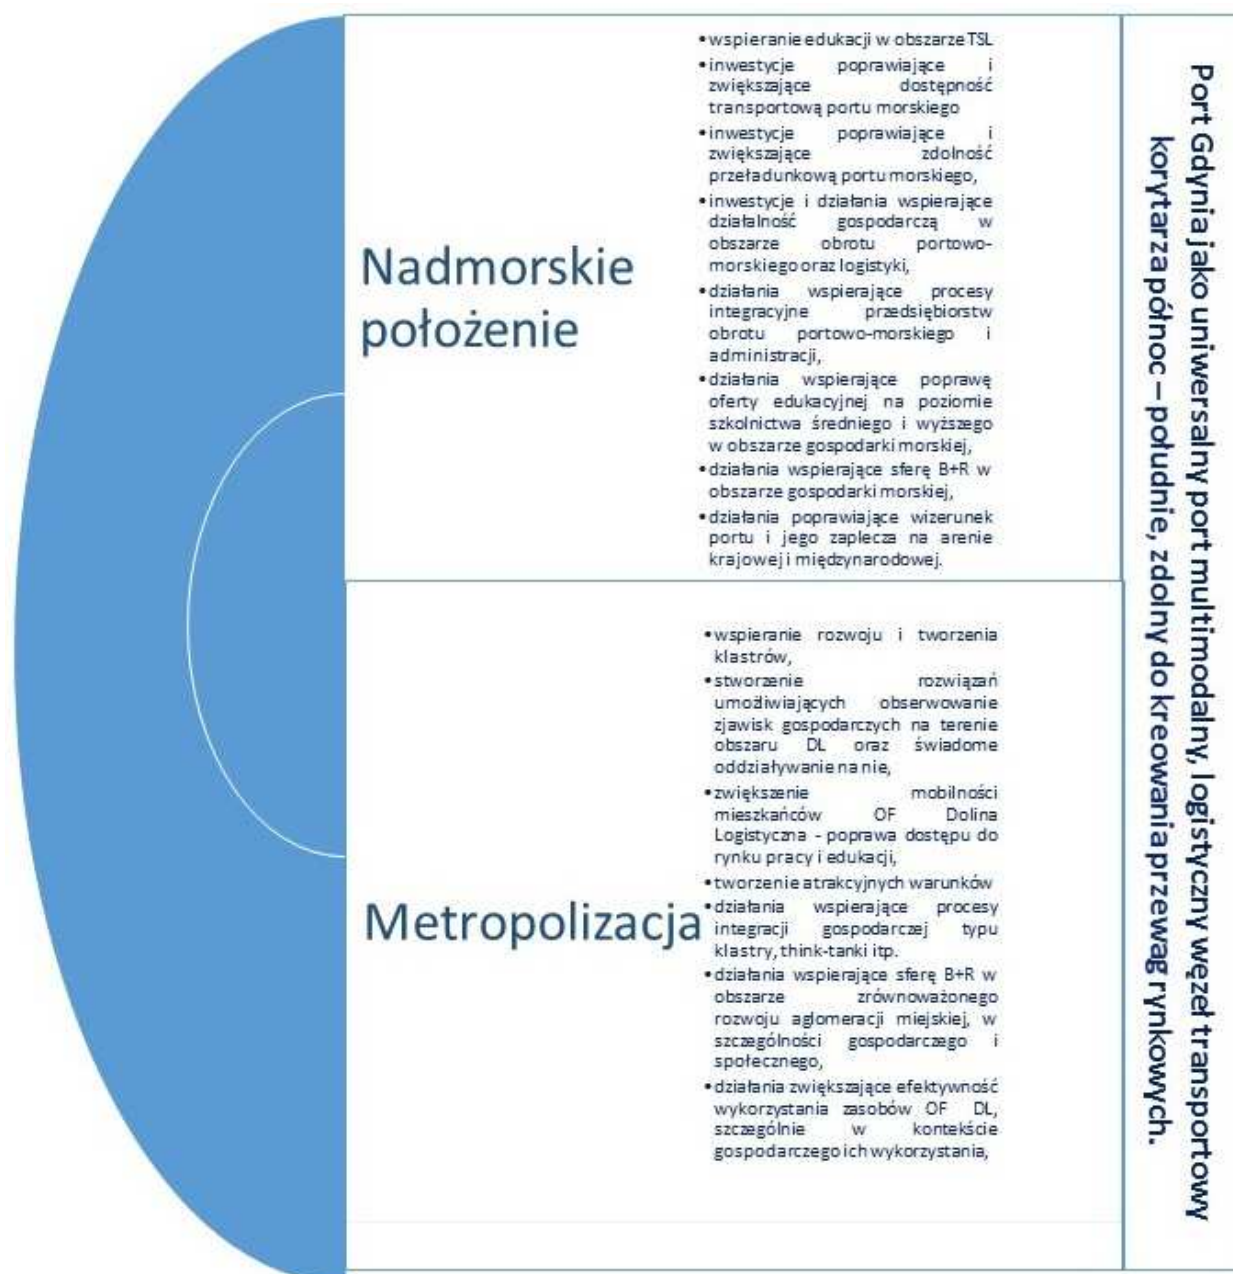 Nadmorskie
położenie
•wspieranie edukacji w obszarze TSL
•inwestycje poprawiające i
zwiększające dostępność
transportową portu morskiego
•inwestycje poprawiające i
zwiększające zdolność
przeładunkową portu morskiego,
•inwestycje i działania wspierające
działalność gospodarczą w
obszarze obrotu portowo-
morskiego oraz logistyki,
•działania wspierające procesy
integracyjne przedsiębiorstw
obrotu portowo-morskiego i
administracji,
•działania wspierające poprawę
oferty edukacyjnej na poziomie
szkolnictwa średniego i wyższego
w obszarze gospodarki morskiej,
•działania wspierające sferę B+R w
obszarze gospodarki morskiej,
•działania poprawiające wizerunek
portu i jego zaplecza na arenie
krajowej i międzynarodowej.
Metropolizacja
•wspieranie rozwoju i tworzenia
klastrów,
•stworzenie rozwiązań
umożliwiających obserwowanie
zjawisk gospodarczych na terenie
obszaru DL oraz świadome
oddziaływanie na nie,
•zwiększenie mobilności
mieszkańców OF Dolina
Logistyczna - poprawa dostępu do
rynku pracy i edukacji,
•tworzenie atrakcyjnych warunków
•działania wspierające procesy
integracji gospodarczej typu
klastry, think-tanki itp.
•działania wspierające sferę B+R w
obszarze zrównoważonego
rozwoju aglomeracji miejskiej, w
szczególności gospodarczego i
społecznego,
•działania zwiększające efektywność
wykorzystania zasobów OF DL,
szczególnie w kontekście
gospodarczego ich wykorzystania,
Port Gdynia jako uniwersalny port multimodalny, logistyczny węzeł transportowy
korytarza północ – południe, zdolny do kreowania przewag rynkowych.